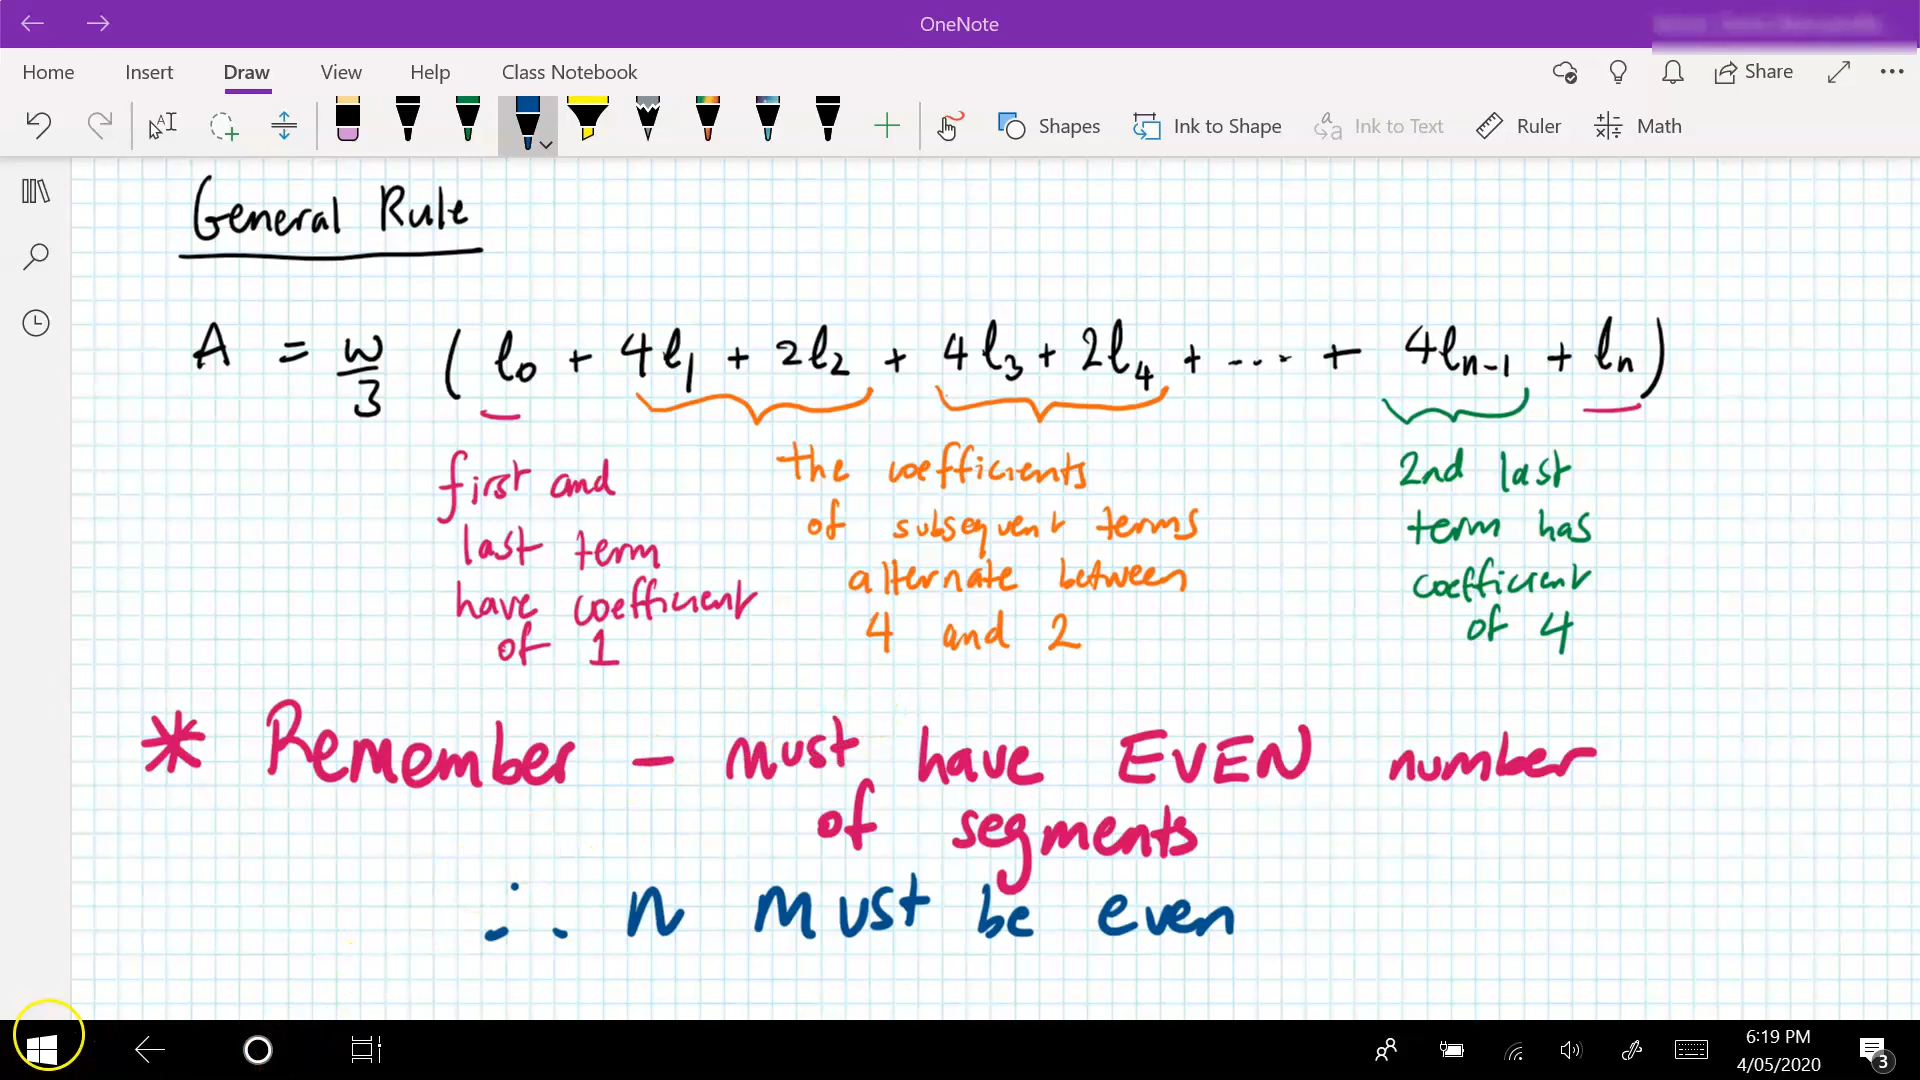 OneNote
Home Insert Draw View Help Class Notebook Share
Shapes Ink to Shape Ink to Text Ruler Math
General Rule
A = w/3 (l₀ + 4l₁ + 2l₂ + 4l₃ + 2l₄ + ... + 4lₙ₋₁ + lₙ)
first and
last term
have coefficient
of 1
the coefficients
of subsequent terms
alternate between
4 and 2
2nd last
term has
coefficient
of 4
* Remember - must have EVEN number
of segments
∴ n must be even
6:19 PM
4/05/2020
3